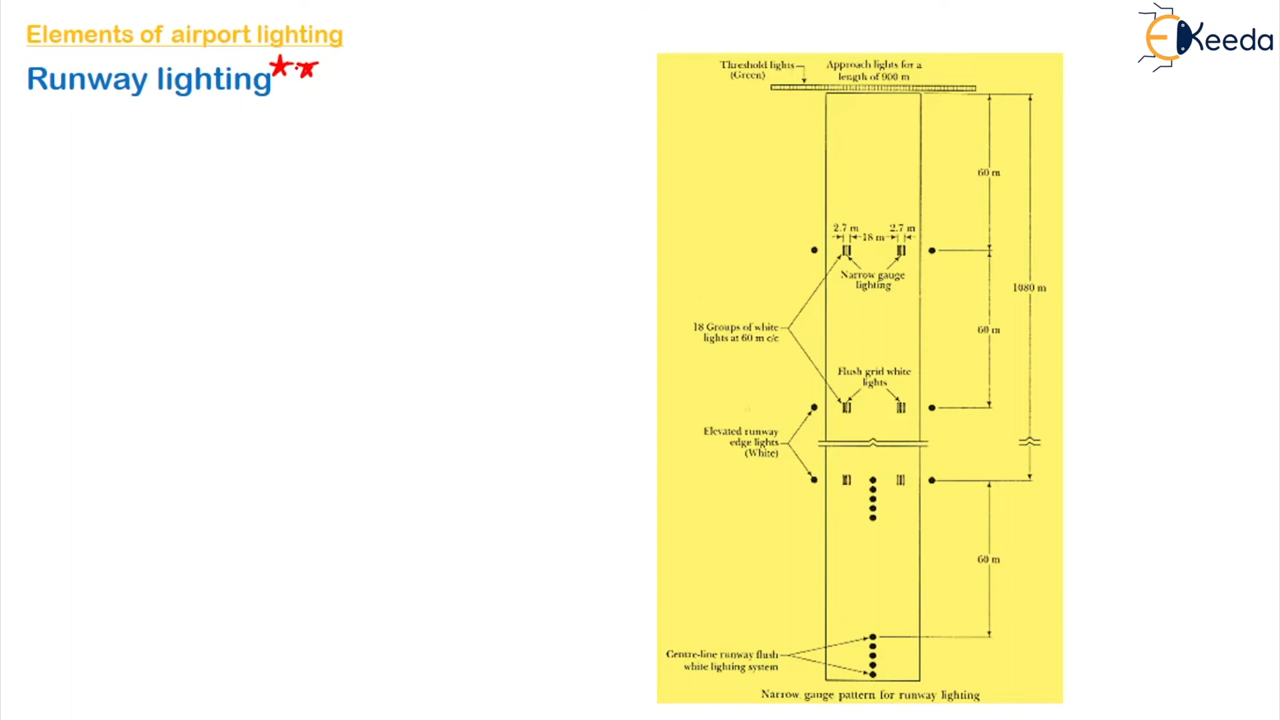 Elements of airport lighting
Runway lighting
EKeeda
Threshold lights
(Green)
Approach lights for a
length of 900 m
60 m
2.7 m
18 m
2.7 m
Narrow gauge
lighting
1080 m
18 Groups of white
lights at 60 m c/c
60 m
Flush grid white
lights
Elevated runway
edge lights
(White)
60 m
Centre-line runway flush
white lighting system
Narrow gauge pattern for runway lighting